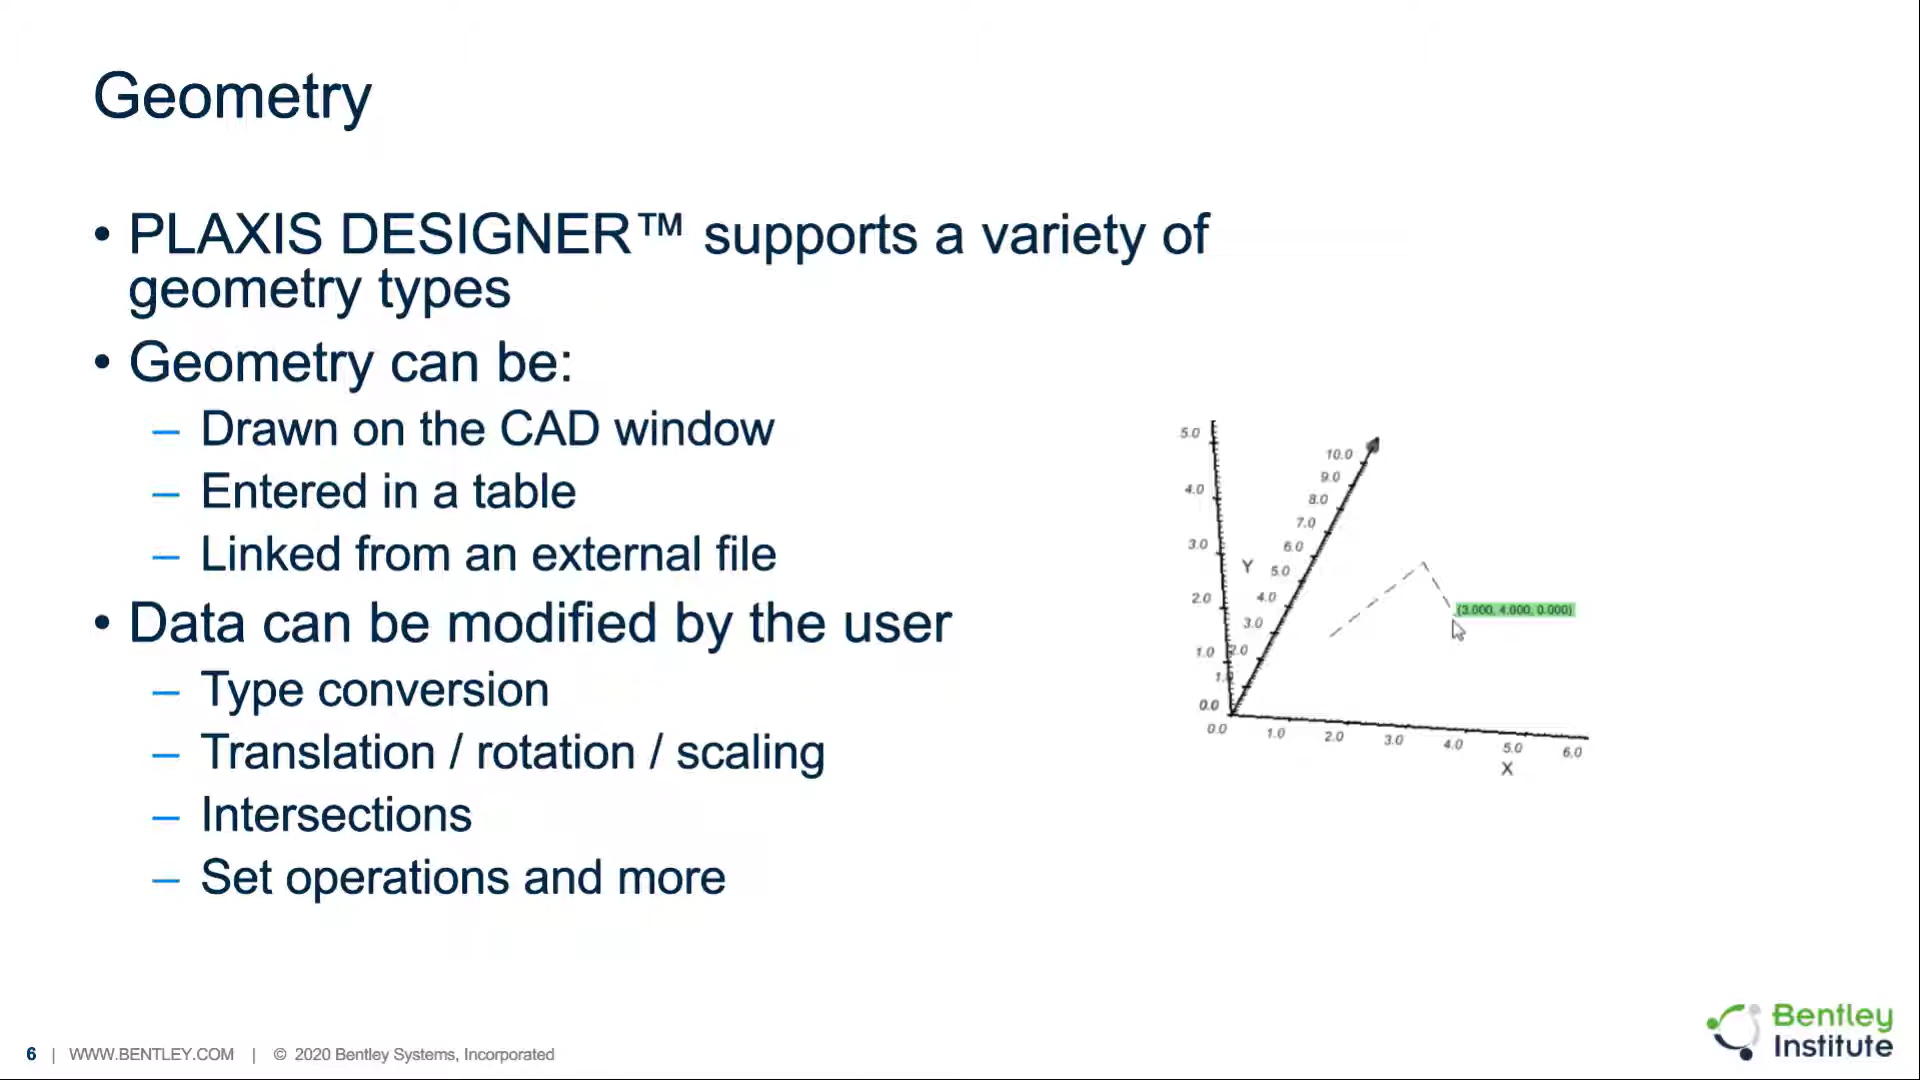 Geometry
• PLAXIS DESIGNER™ supports a variety of
geometry types
• Geometry can be:
– Drawn on the CAD window
– Entered in a table
– Linked from an external file
• Data can be modified by the user
– Type conversion
– Translation / rotation / scaling
– Intersections
– Set operations and more
5.0
4.0
3.0
2.0
1.0
0.0
10.0
9.0
8.0
7.0
6.0
Y 5.0
4.0
3.0
2.0
(3.000, 4.000, 0.000)
0.0 1.0 2.0 3.0 4.0 5.0 6.0
X
6 | WWW.BENTLEY.COM | © 2020 Bentley Systems, Incorporated
Bentley
Institute